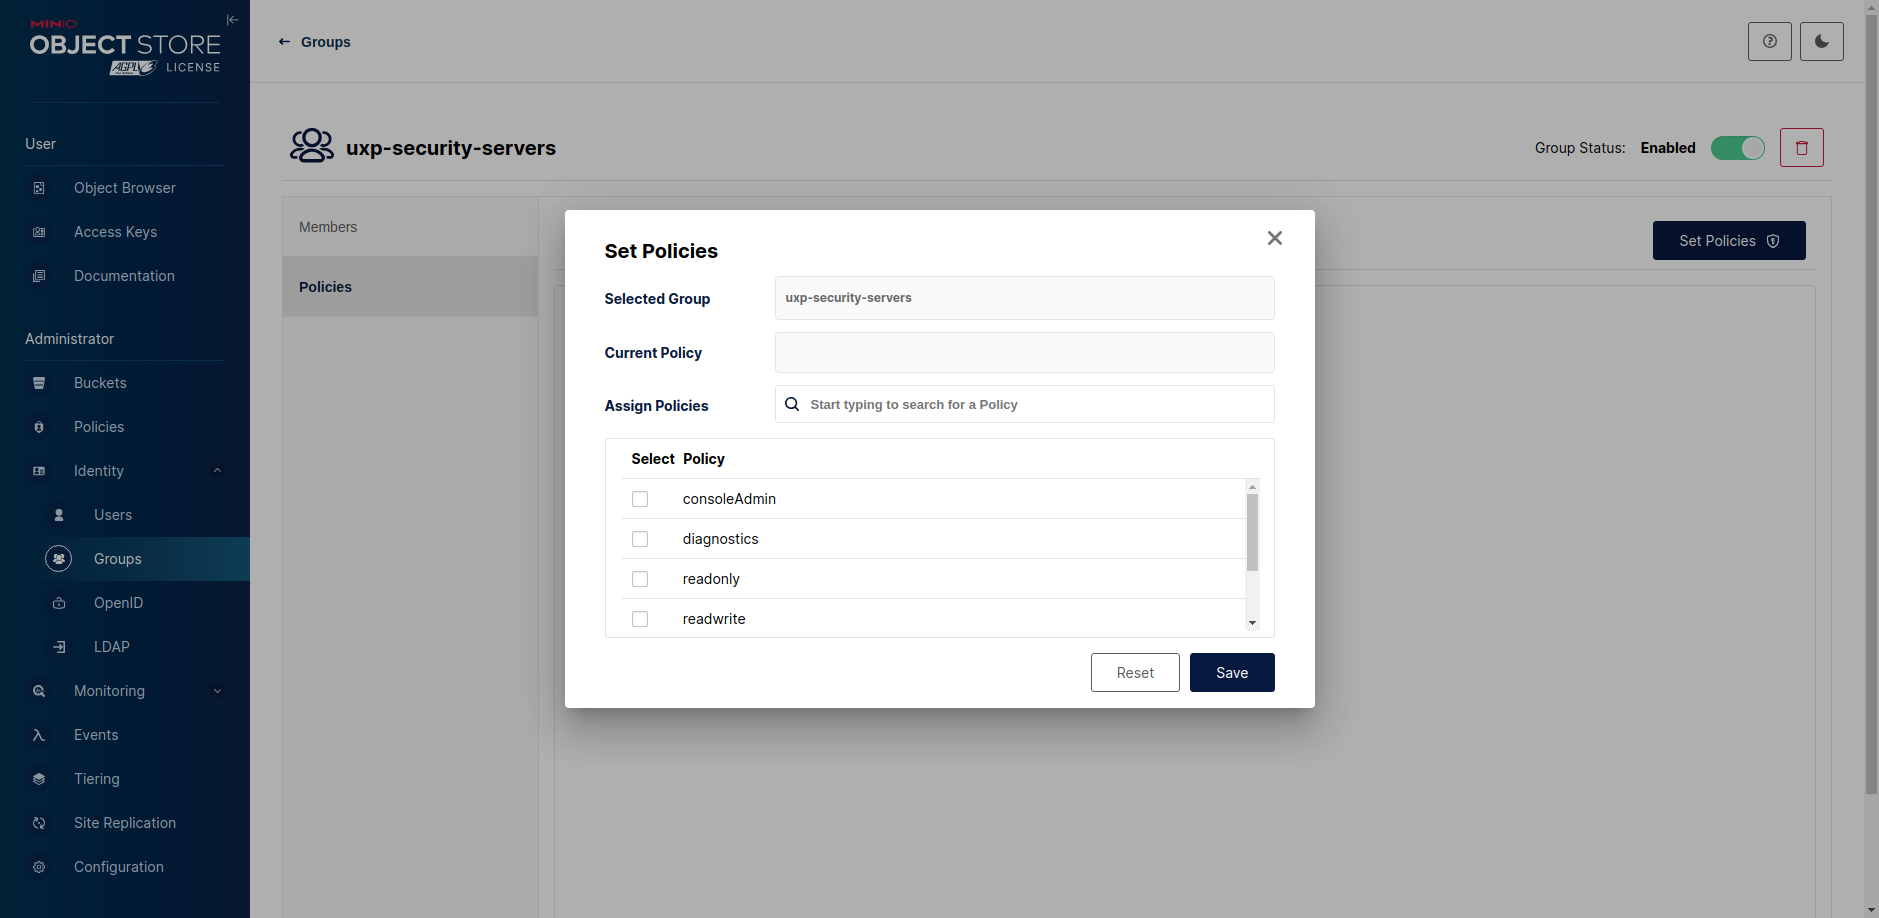 MINIO
OBJECT STORE
AGPL v3 LICENSE
User
Object Browser
Access Keys
Documentation
Administrator
Buckets
Policies
Identity
Users
Groups
OpenID
LDAP
Monitoring
Events
Tiering
Site Replication
Configuration
Groups
uxp-security-servers
Group Status: Enabled
Members
Policies
Set Policies
Set Policies
Selected Group uxp-security-servers
Current Policy
Assign Policies Start typing to search for a Policy
Select Policy
consoleAdmin
diagnostics
readonly
readwrite
Reset Save